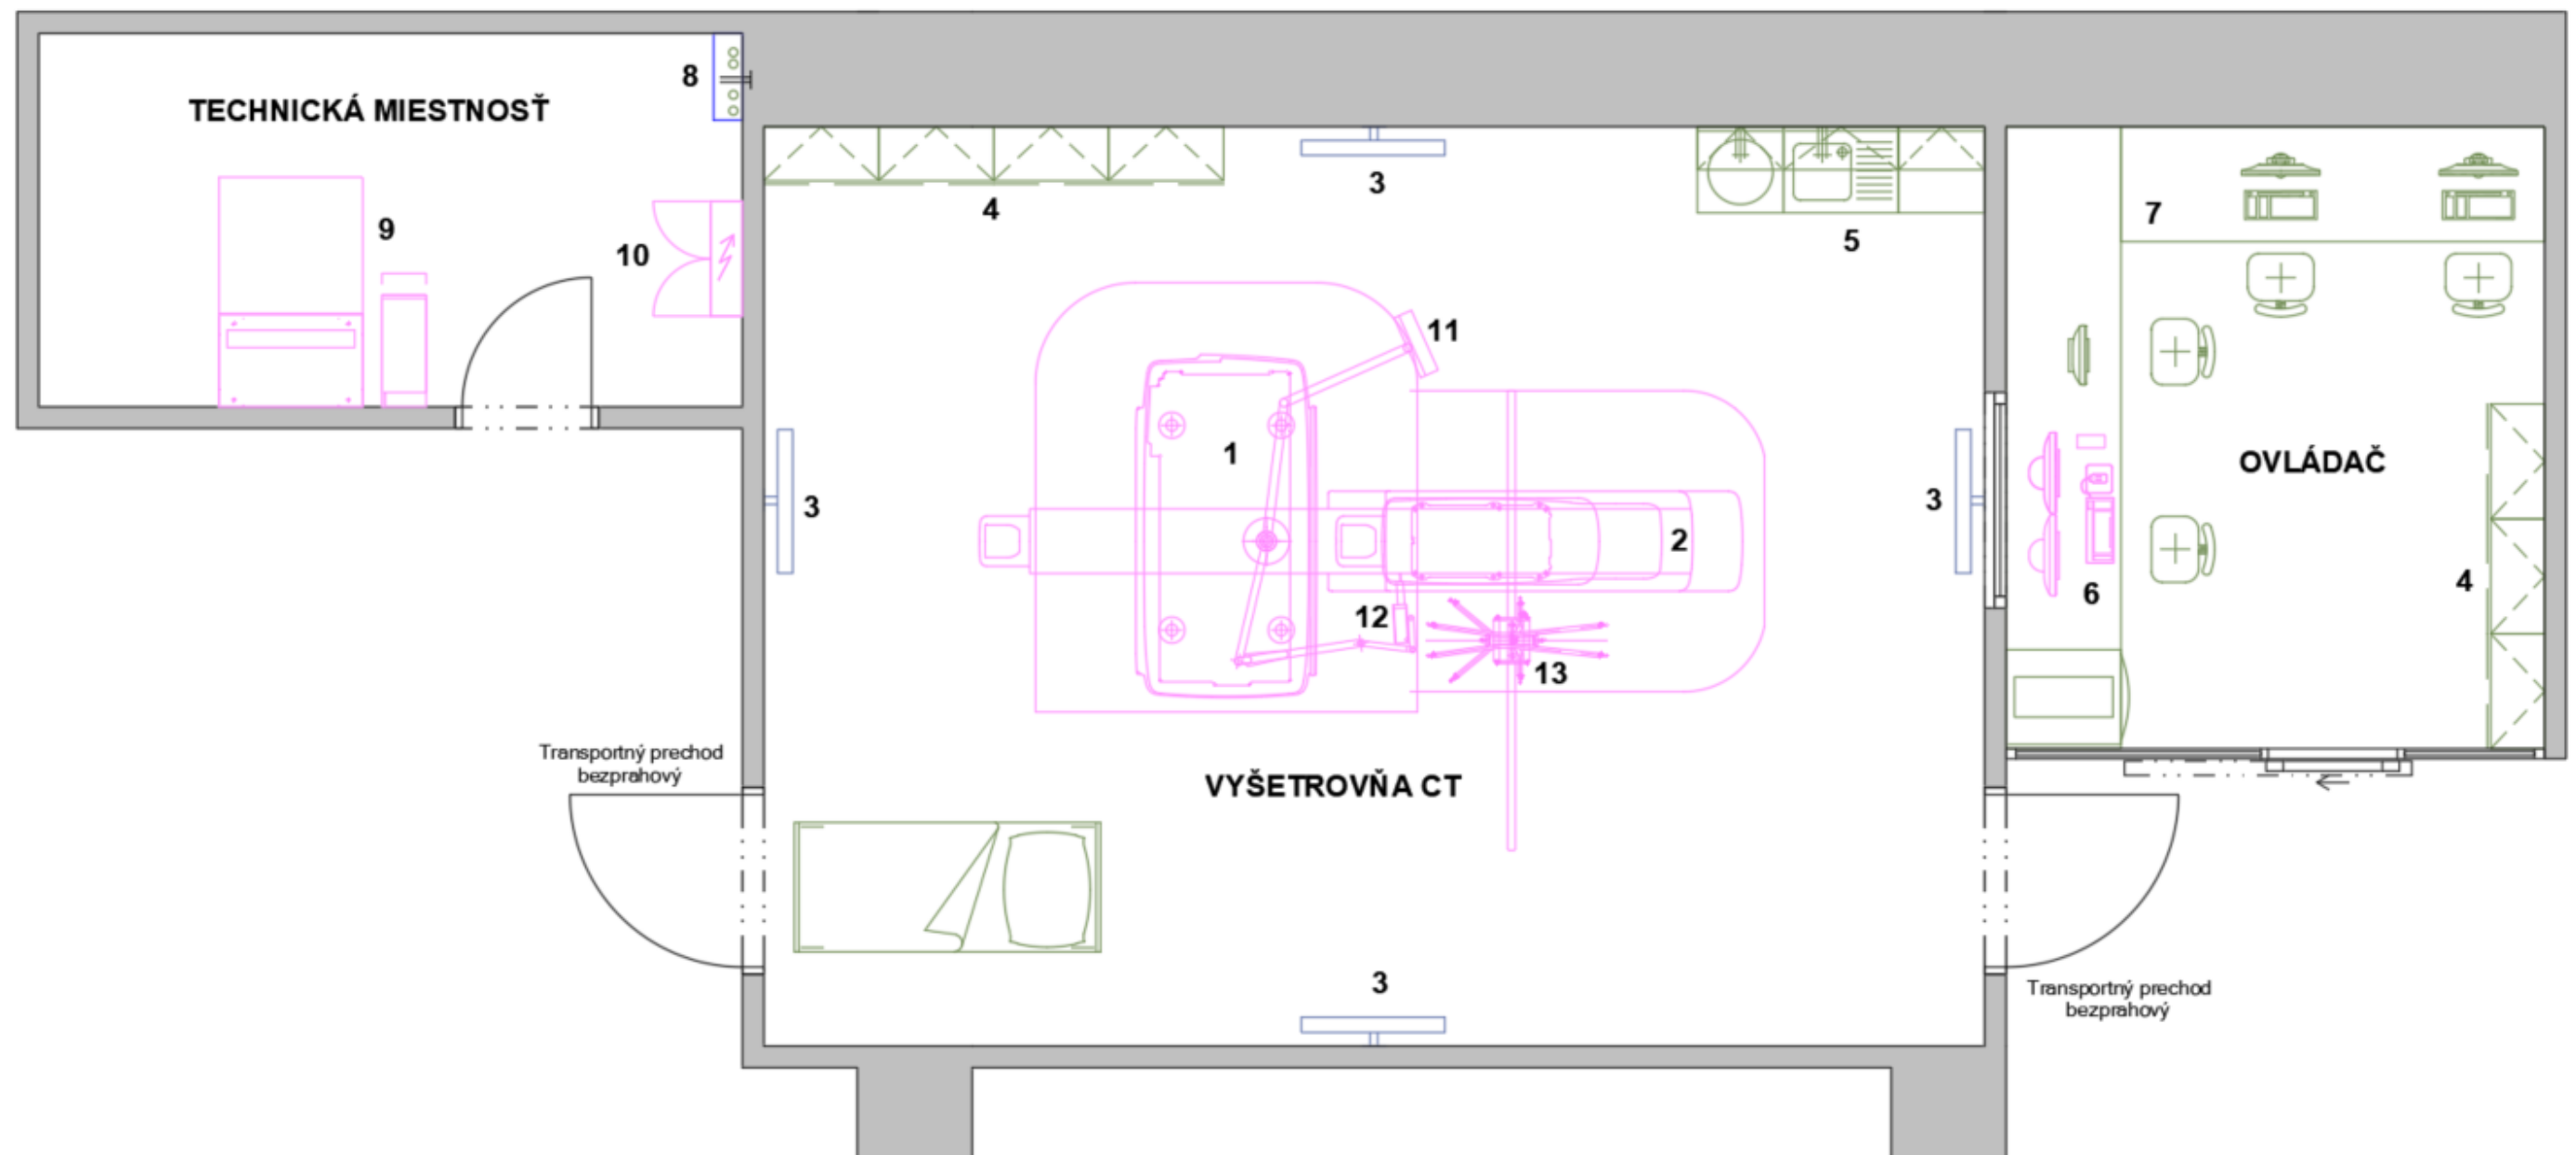 8
TECHNICKÁ MIESTNOSŤ
9
10
3
4
5
7
11
1
3
3
2
12
13
6
OVLÁDAČ
4
Transportný prechod
bezprahový
VYŠETROVŇA CT
3
Transportný prechod
bezprahový